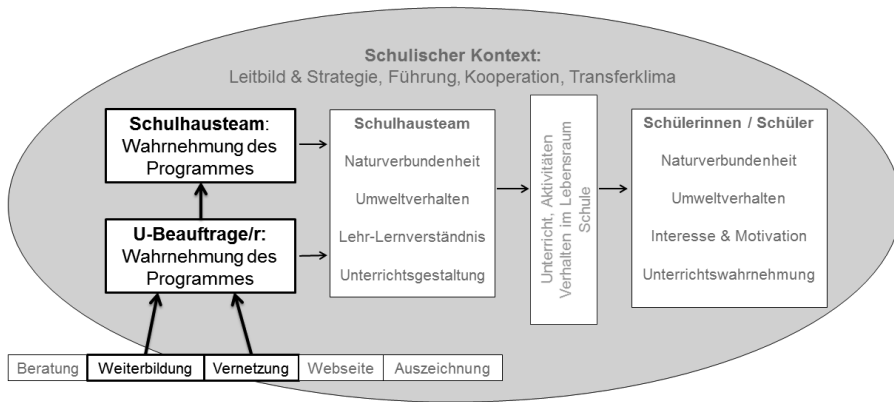 Schulischer Kontext:
Leitbild & Strategie, Führung, Kooperation, Transferklima
Schulhausteam:
Wahrnehmung des
Programmes
U-Beauftrage/r:
Wahrnehmung des
Programmes
Schulhausteam
Naturverbundenheit
Umweltverhalten
Lehr-Lernverständnis
Unterrichtsgestaltung
Unterricht, Aktivitäten
Verhalten im Lebensraum
Schule
Schülerinnen / Schüler
Naturverbundenheit
Umweltverhalten
Interesse & Motivation
Unterrichtswahrnehmung
Beratung
Weiterbildung
Vernetzung
Webseite
Auszeichnung